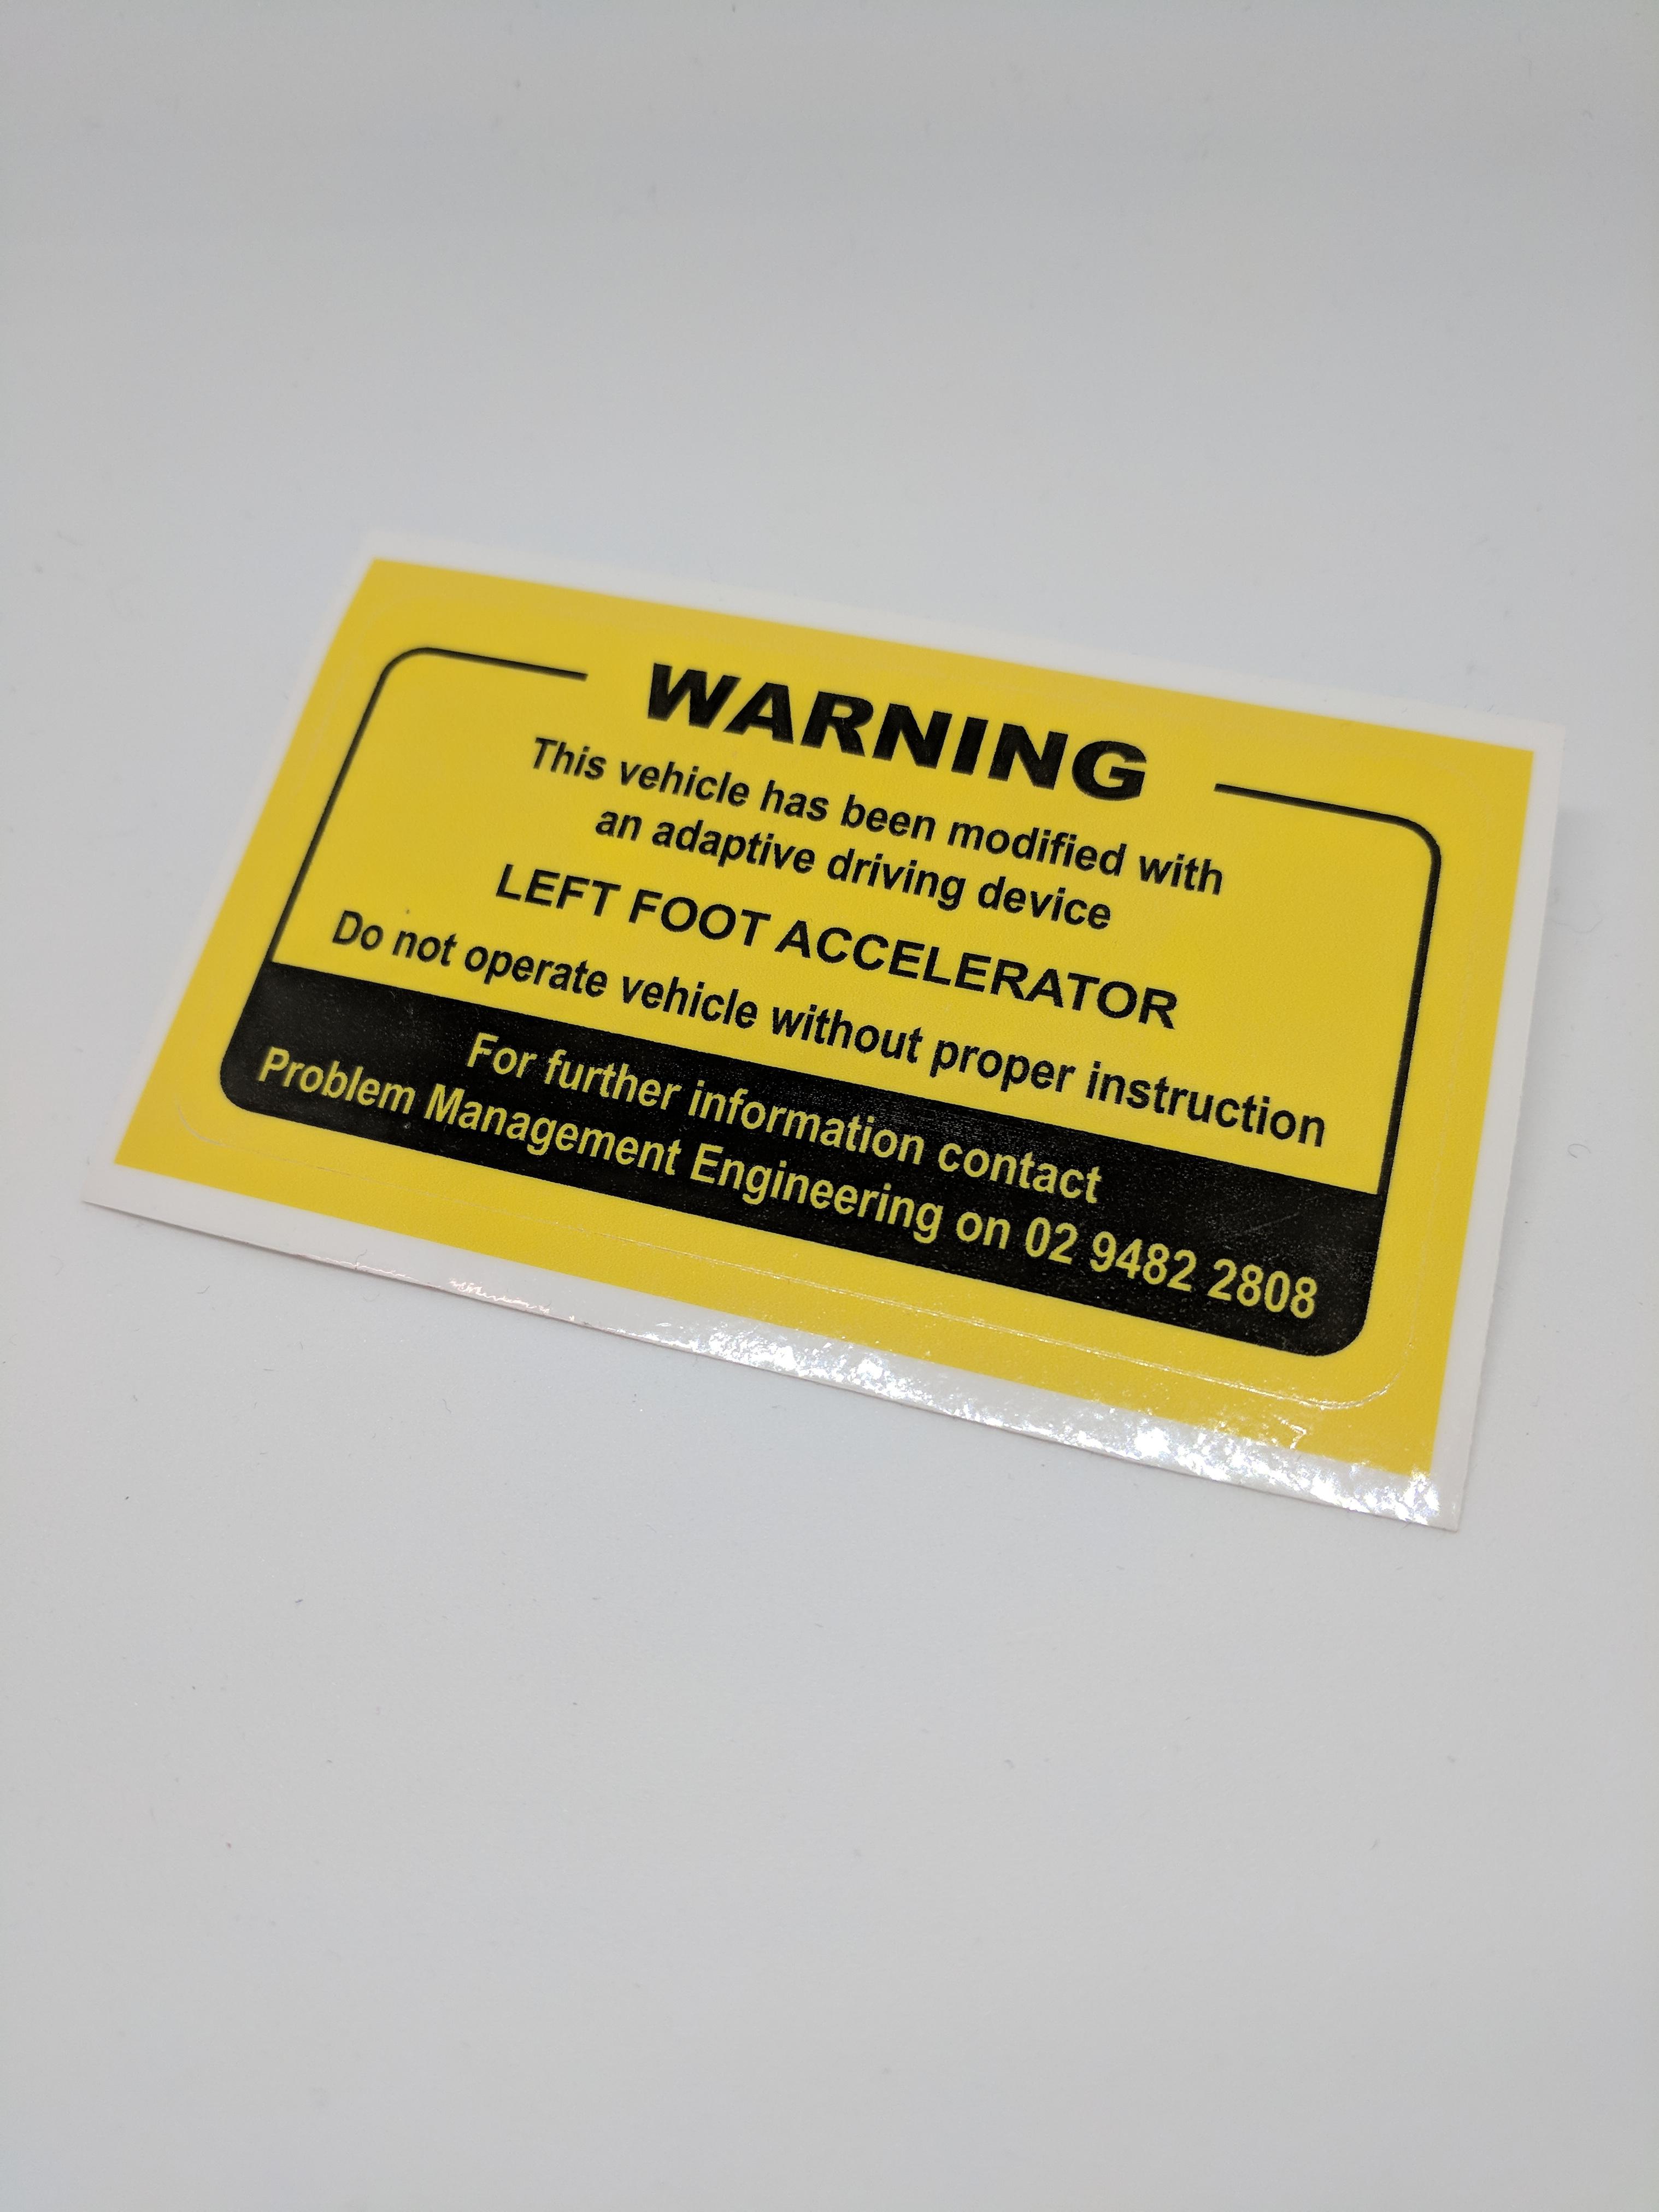 WARNING
This vehicle has been modified with
an adaptive driving device
LEFT FOOT ACCELERATOR
Do not operate vehicle without proper instruction
For further information contact
Problem Management Engineering on 02 9482 2808